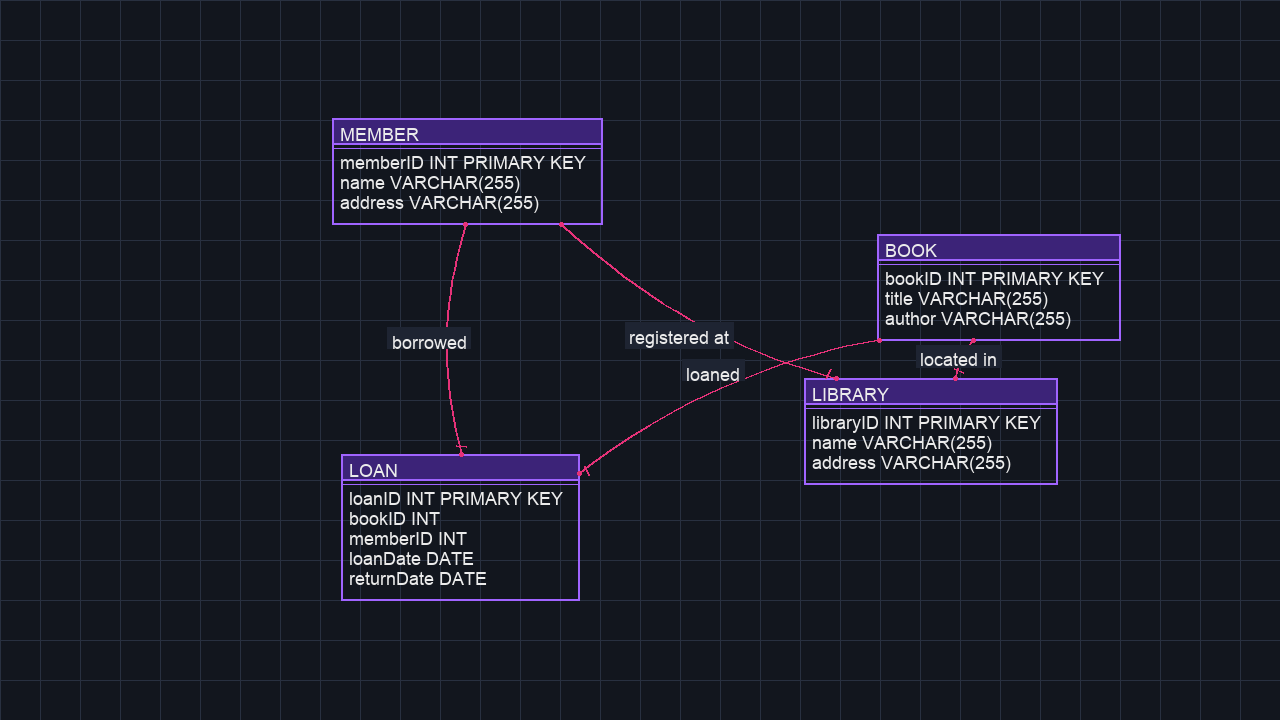 MEMBER
memberID INT PRIMARY KEY
name VARCHAR(255)
address VARCHAR(255)
BOOK
bookID INT PRIMARY KEY
title VARCHAR(255)
author VARCHAR(255)
borrowed
registered at
loaned
located in
LIBRARY
libraryID INT PRIMARY KEY
name VARCHAR(255)
address VARCHAR(255)
LOAN
loanID INT PRIMARY KEY
bookID INT
memberID INT
loanDate DATE
returnDate DATE